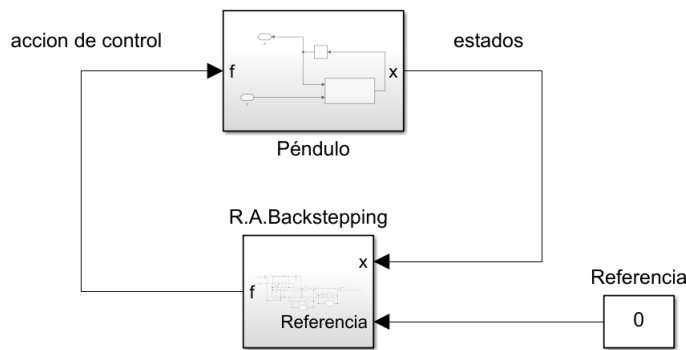 accion de control
estados
f
x
Péndulo
R.A.Backstepping
x
f
Referencia
Referencia
0